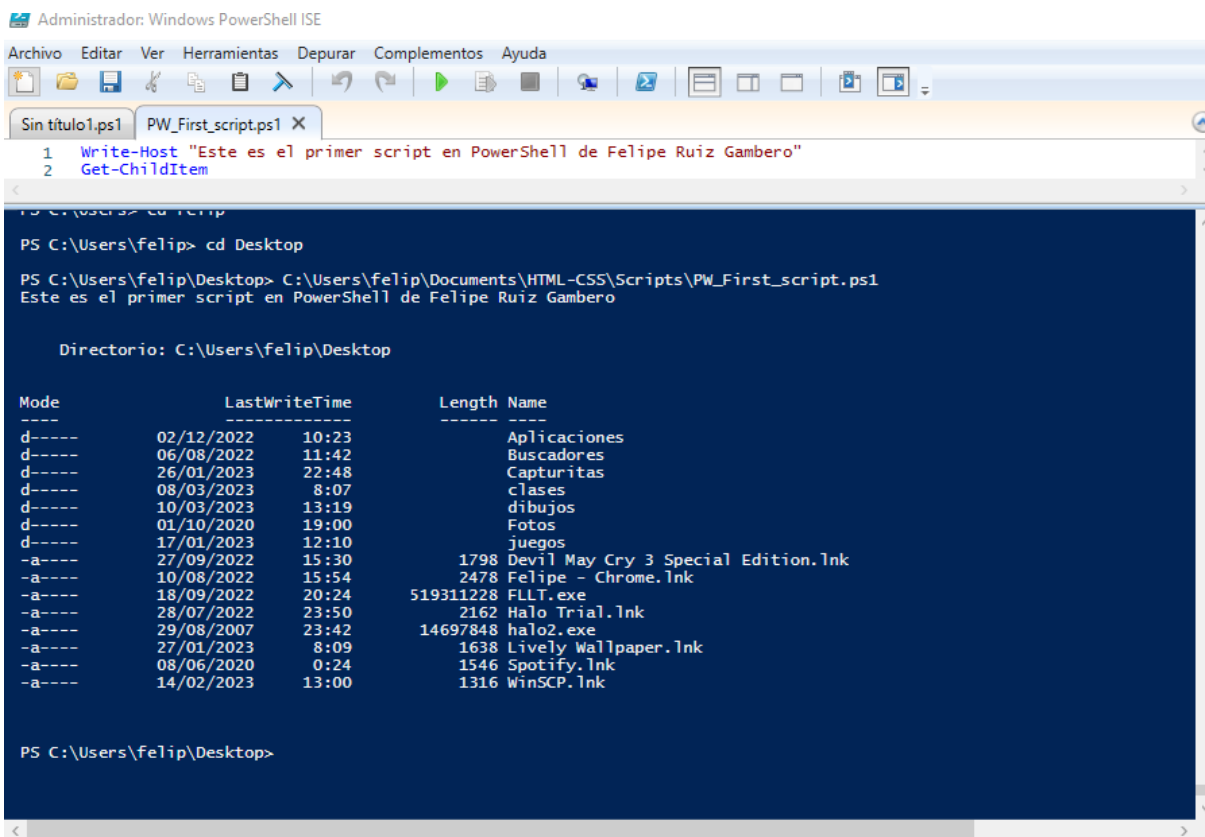 Administrador: Windows PowerShell ISE
Archivo Editar Ver Herramientas Depurar Complementos Ayuda
Sin título1.ps1 PW_First_script.ps1 X
1 Write-Host "Este es el primer script en PowerShell de Felipe Ruiz Gambero"
2 Get-ChildItem
PS C:\Users> cd felip
PS C:\Users\felip> cd Desktop
PS C:\Users\felip\Desktop> C:\Users\felip\Documents\HTML-CSS\Scripts\PW_First_script.ps1
Este es el primer script en PowerShell de Felipe Ruiz Gambero
Directorio: C:\Users\felip\Desktop
Mode LastWriteTime Length Name
---- ------------- ------ ----
d----- 02/12/2022 10:23 Aplicaciones
d----- 06/08/2022 11:42 Buscadores
d----- 26/01/2023 22:48 Capturitas
d----- 08/03/2023 8:07 clases
d----- 10/03/2023 13:19 dibujos
d----- 01/10/2020 19:00 Fotos
d----- 17/01/2023 12:10 juegos
-a---- 27/09/2022 15:30 1798 Devil May Cry 3 Special Edition.lnk
-a---- 10/08/2022 15:54 2478 Felipe - Chrome.lnk
-a---- 18/09/2022 20:24 519311228 FLLT.exe
-a---- 28/07/2022 23:50 2162 Halo Trial.lnk
-a---- 29/08/2007 23:42 14697848 halo2.exe
-a---- 27/01/2023 8:09 1638 Lively Wallpaper.lnk
-a---- 08/06/2020 0:24 1546 Spotify.lnk
-a---- 14/02/2023 13:00 1316 WinSCP.lnk
PS C:\Users\felip\Desktop>